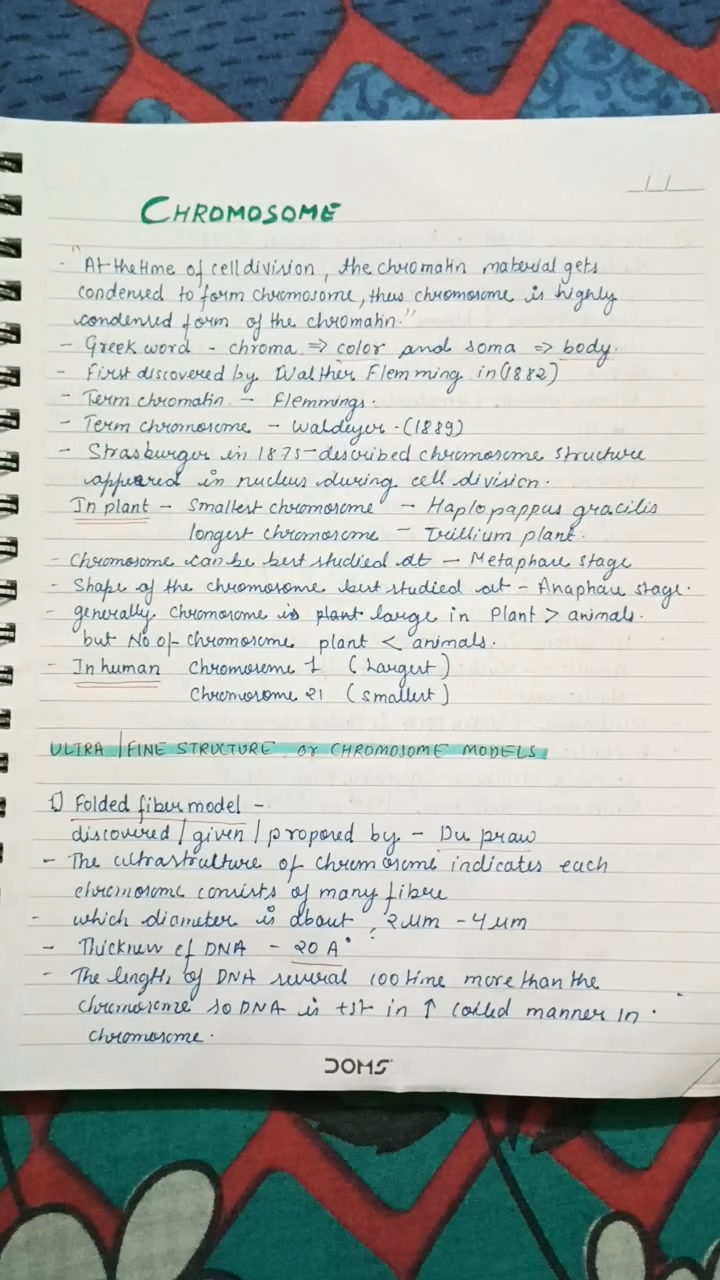 CHROMOSOME
- "At the time of cell division, the chromatin material gets
condensed to form chromosome, thus chromosome is highly
condensed form of the chromatin."
- Greek word - chroma ⇒ color and soma ⇒ body.
- First discovered by Walther Flemming in (1882)
- Term chromatin - Flemmings.
- Term chromosome - Waldeyer - (1889)
- Strasburger in 1875 - described chromosome structure
appeared in nucleus during cell division.
In plant - Smallest chromosome - Haplopappus gracilis
longest chromosome - Trillium plant.
- Chromosome can be best studied at - Metaphase stage
- Shape of the chromosome best studied at - Anaphase stage.
- generally chromosome is plant large in Plant > animals.
but No of chromosome plant < animals.
- In human Chromosome 1 (Largest)
Chromosome 21 (smallest)
ULTRA / FINE STRUCTURE or CHROMOSOME MODELS
1) Folded fiber model -
discovered / given / proposed by - Du praw
- The ultrastructure of chromosome indicates each
chromosome consists of many fibre
- which diameter is about 2 µm - 4 µm
- Thickness of DNA - 20 A°
- The length of DNA several 100 time more than the
chromosome so DNA is +st in ↑ coiled manner in
chromosome.
DOMS